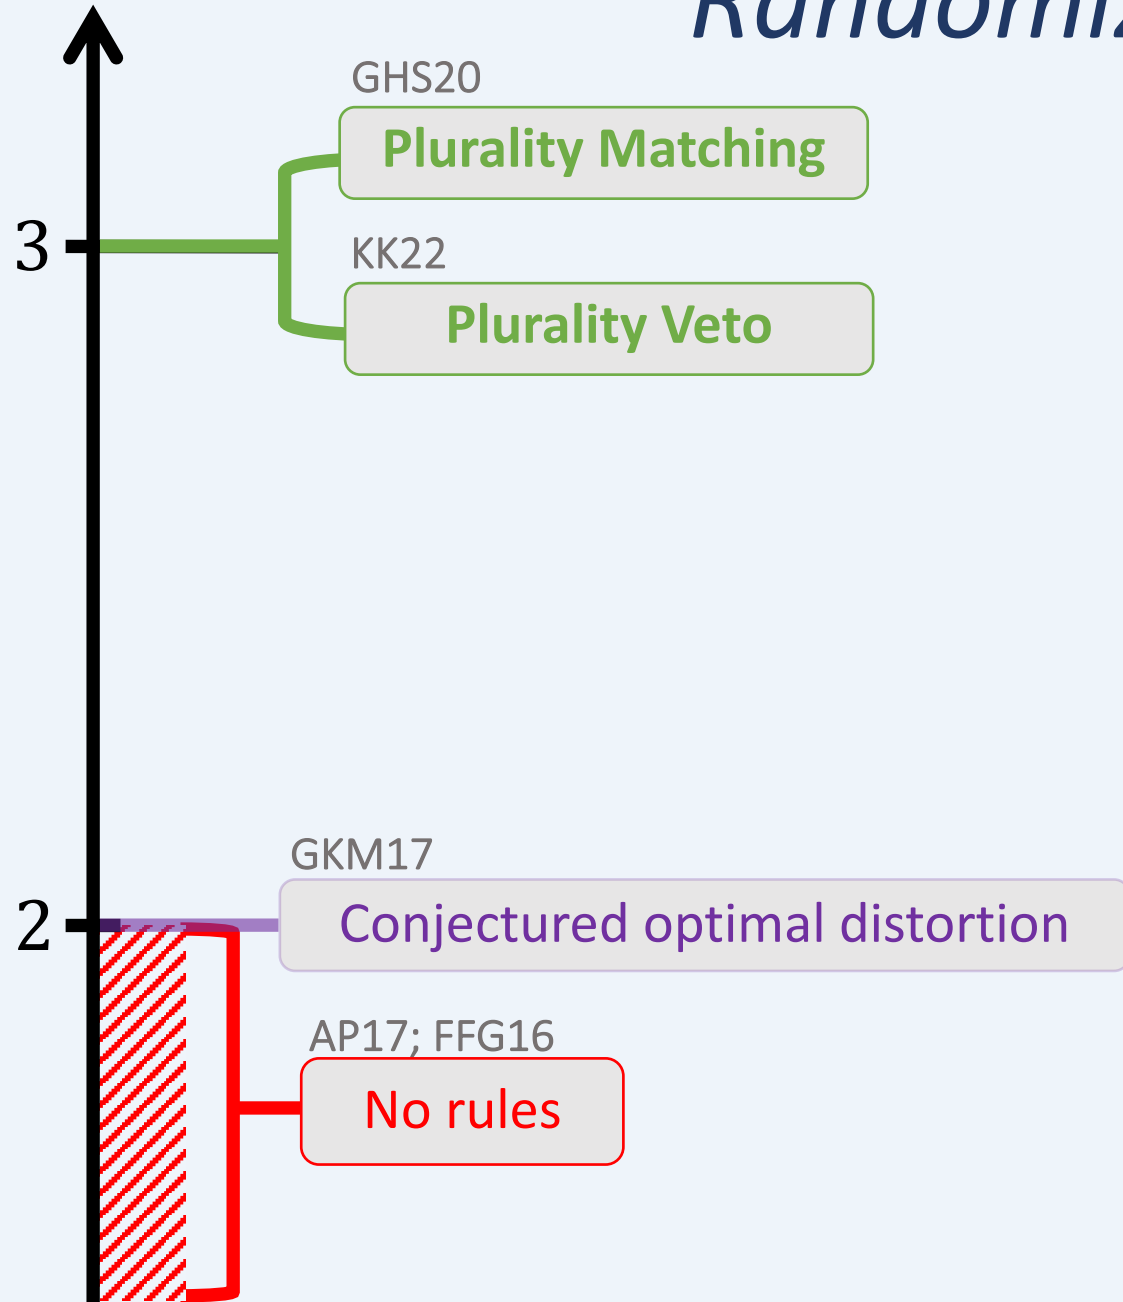 GHS20
Plurality Matching
3
KK22
Plurality Veto
GKM17
2
Conjectured optimal distortion
AP17; FFG16
No rules